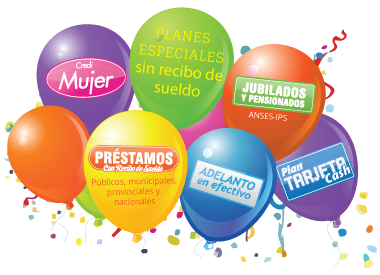 Credi
Mujer
PLANES
ESPECIALES
sin recibo de
sueldo
JUBILADOS
Y PENSIONADOS
ANSES-IPS
PRÉSTAMOS
Con Recibo de Sueldo
Públicos, municipales,
provinciales y
nacionales
ADELANTO
en efectivo
Plan
TARJETA
Cash